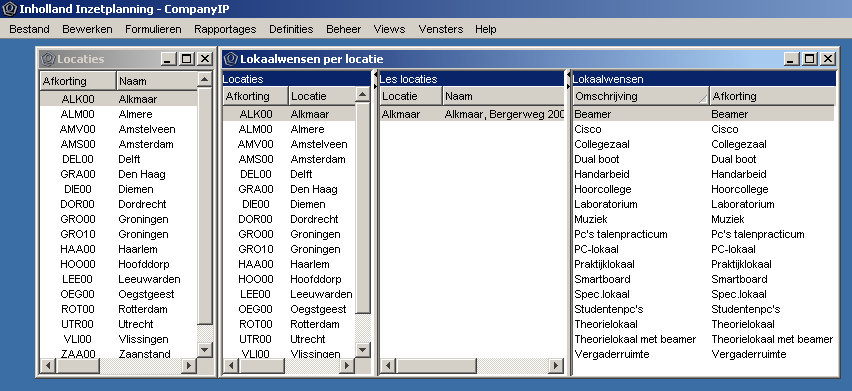 Inholland Inzetplanning - CompanyIP
Bestand Bewerken Formulieren Rapportages Definities Beheer Views Vensters Help
Locaties
Afkorting Naam
ALK00 Alkmaar
ALM00 Almere
AMV00 Amstelveen
AMS00 Amsterdam
DEL00 Delft
GRA00 Den Haag
DIE00 Diemen
DOR00 Dordrecht
GRO00 Groningen
GRO10 Groningen
HAA00 Haarlem
HOO00 Hoofddorp
LEE00 Leeuwarden
OEG00 Oegstgeest
ROT00 Rotterdam
UTR00 Utrecht
VLI00 Vlissingen
ZAA00 Zaanstand
Lokaalwensen per locatie
Locaties
Afkorting Locatie
ALK00 Alkmaar
ALM00 Almere
AMV00 Amstelveen
AMS00 Amsterdam
DEL00 Delft
GRA00 Den Haag
DIE00 Diemen
DOR00 Dordrecht
GRO00 Groningen
GRO10 Groningen
HAA00 Haarlem
HOO00 Hoofddorp
LEE00 Leeuwarden
OEG00 Oegstgeest
ROT00 Rotterdam
UTR00 Utrecht
VLI00 Vlissingen
Les locaties
Locatie Naam
Alkmaar Alkmaar, Bergerweg 200
Lokaalwensen
Omschrijving Afkorting
Beamer Beamer
Cisco Cisco
Collegezaal Collegezaal
Dual boot Dual boot
Handarbeid Handarbeid
Hoorcollege Hoorcollege
Laboratorium Laboratorium
Muziek Muziek
Pc's talenpracticum Pc's talenpracticum
PC-lokaal PC-lokaal
Praktijklokaal Praktijklokaal
Smartboard Smartboard
Spec.lokaal Spec.lokaal
Studentenpc's Studentenpc's
Theorielokaal Theorielokaal
Theorielokaal met beamer Theorielokaal met beamer
Vergaderruimte Vergaderruimte